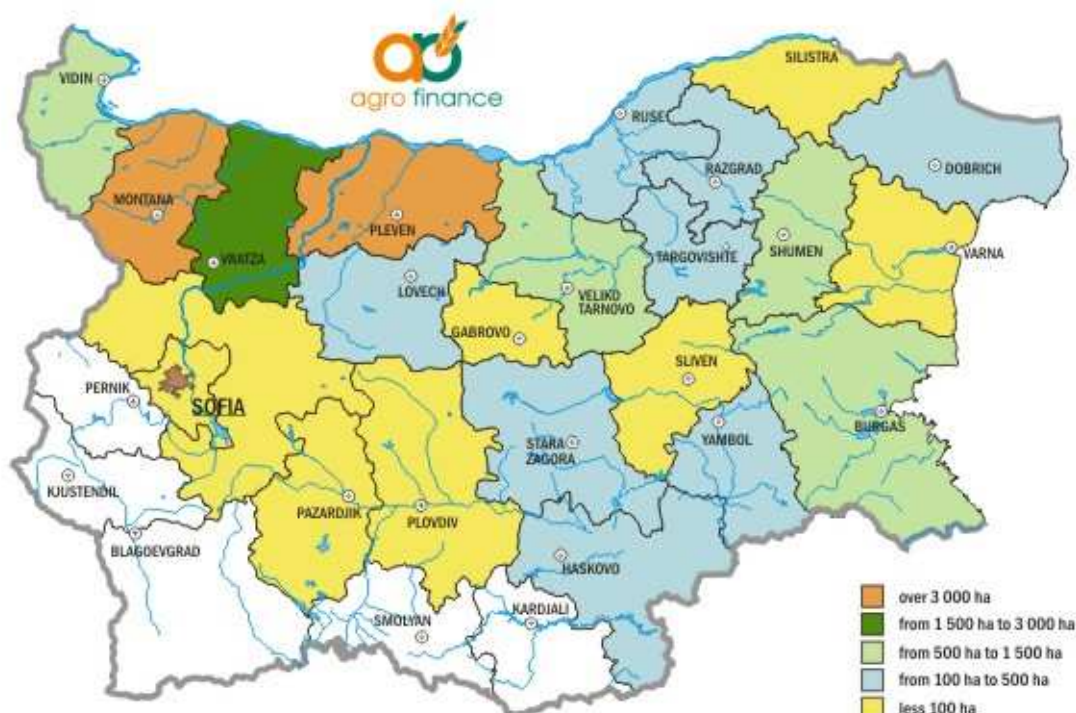 agro finance
VIDIN
SILISTRA
RUSE
RAZGRAD
DOBRICH
MONTANA
PLEVEN
VRATZA
TARGOVISHTE
SHUMEN
VARNA
LOVECH
VELIKO
TARNOVO
GABROVO
SLIVEN
PERNIK
SOFIA
BURGAS
STARA
ZAGORA
YAMBOL
KJUSTENDIL
PAZARDJIK
PLOVDIV
BLAGOEVGRAD
HASKOVO
SMOLYAN
KARDJALI
over 3 000 ha
from 1 500 ha to 3 000 ha
from 500 ha to 1 500 ha
from 100 ha to 500 ha
less 100 ha